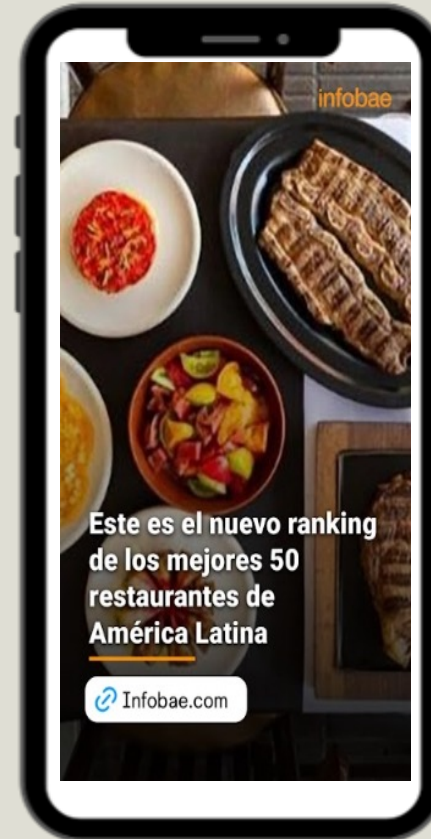 infobae
Este es el nuevo ranking
de los mejores 50
restaurantes de
América Latina
Infobae.com